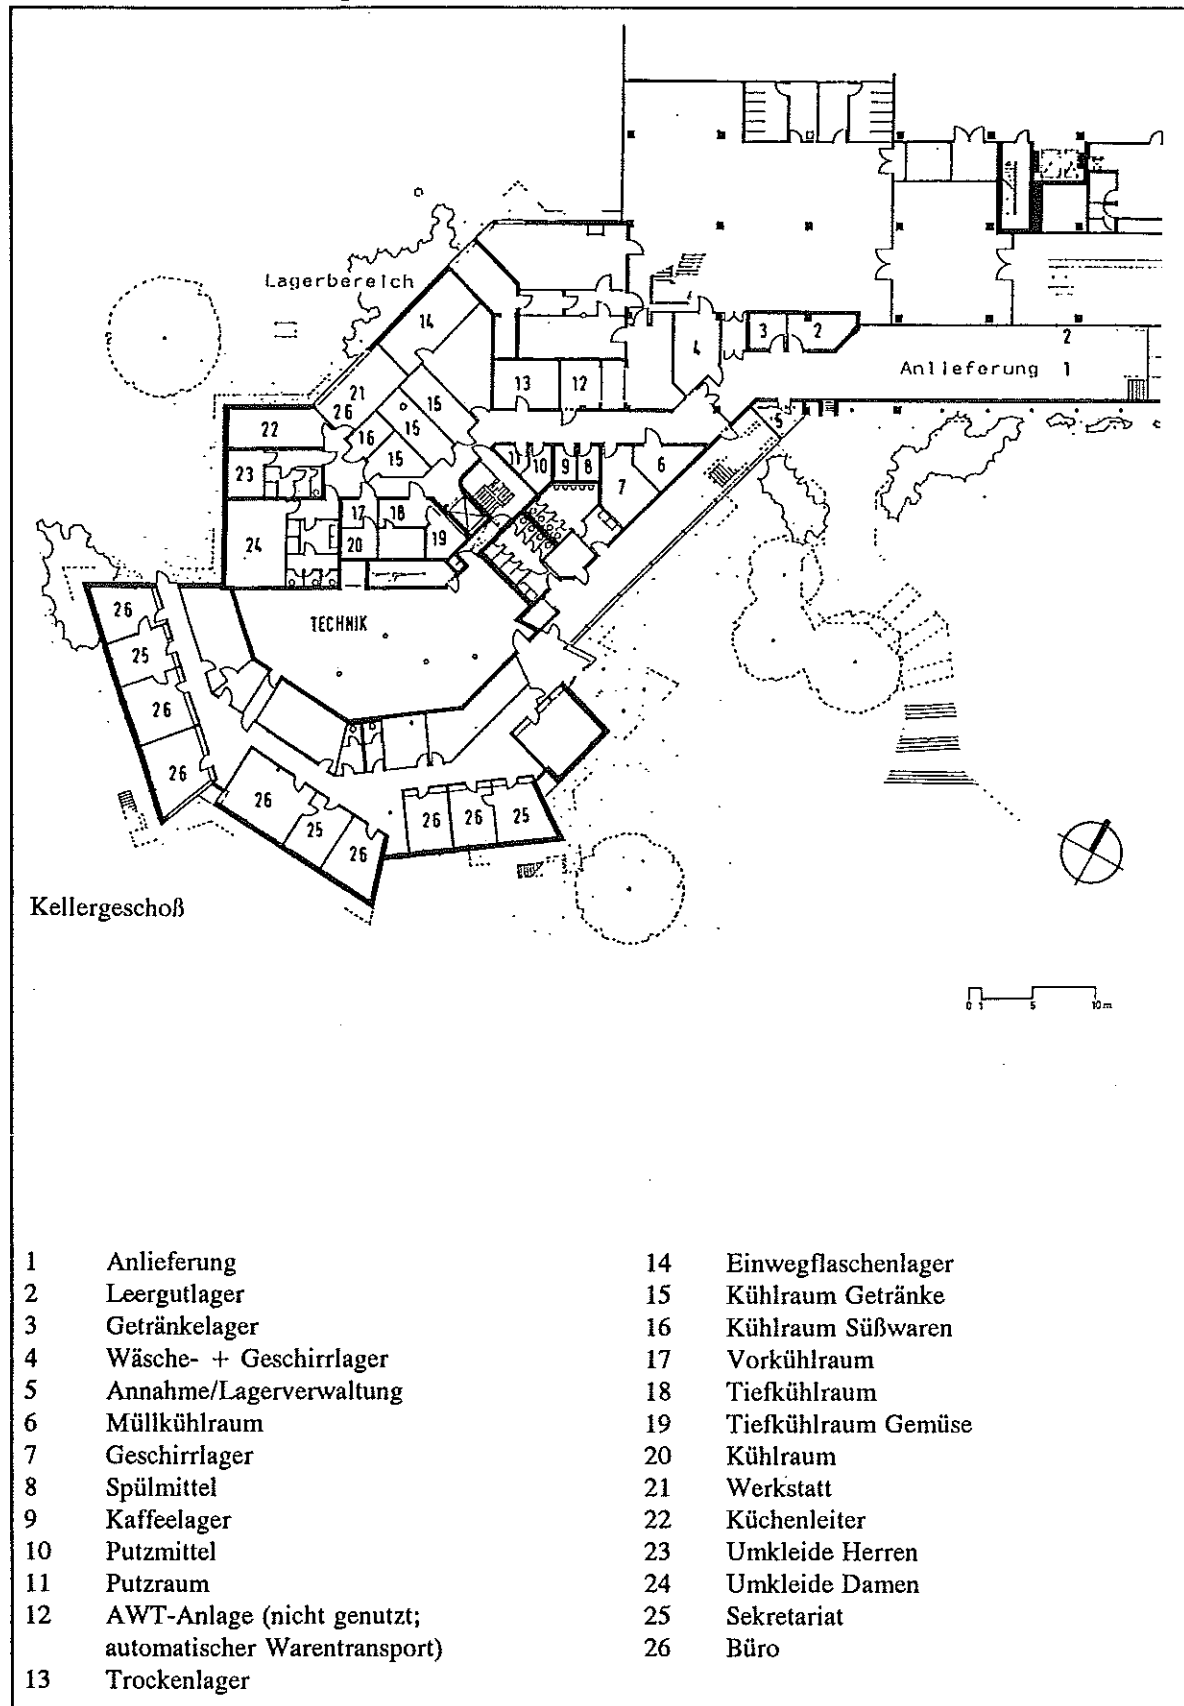 Lagerbereich
14
3
2
4
2
Anlieferung 1
21
26
15
13
12
5
22
16
15
15
11
10
9
8
7
6
23
17
18
24
20
19
TECHNIK
26
25
26
26
26
25
26
26
26
25
Kellergeschoß
0 1 5 10m
1 Anlieferung
2 Leergutlager
3 Getränkelager
4 Wäsche- + Geschirrlager
5 Annahme/Lagerverwaltung
6 Müllkühlraum
7 Geschirrlager
8 Spülmittel
9 Kaffeelager
10 Putzmittel
11 Putzraum
12 AWT-Anlage (nicht genutzt;
automatischer Warentransport)
13 Trockenlager
14 Einwegflaschenlager
15 Kühlraum Getränke
16 Kühlraum Süßwaren
17 Vorkühlraum
18 Tiefkühlraum
19 Tiefkühlraum Gemüse
20 Kühlraum
21 Werkstatt
22 Küchenleiter
23 Umkleide Herren
24 Umkleide Damen
25 Sekretariat
26 Büro